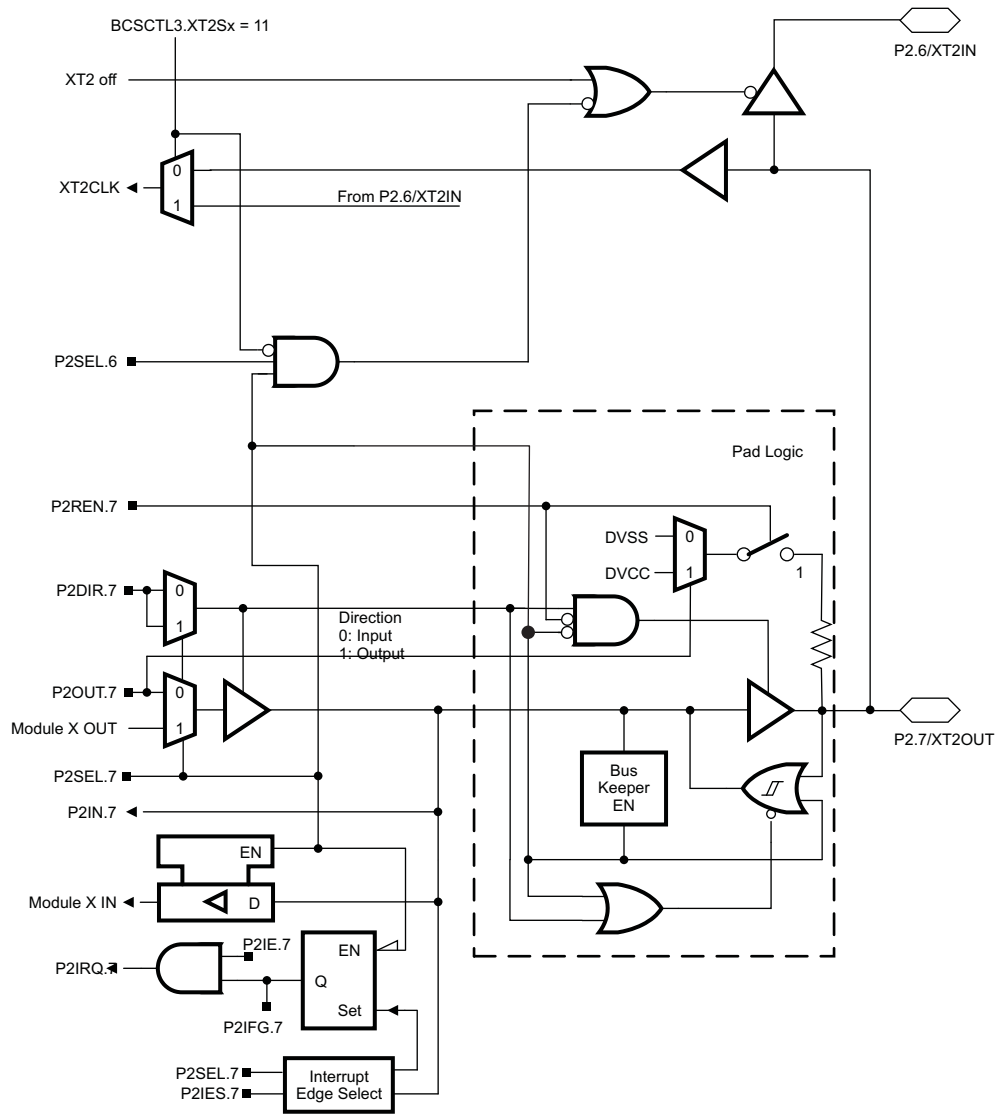 BCSCTL3.XT2Sx = 11
P2.6/XT2IN
XT2 off
0
XT2CLK
1
From P2.6/XT2IN
P2SEL.6
Pad Logic
P2REN.7
DVSS
0
DVCC
1
1
P2DIR.7
0
1
Direction
0: Input
1: Output
P2OUT.7
0
Module X OUT
1
P2.7/XT2OUT
P2SEL.7
Bus
Keeper
EN
P2IN.7
EN
Module X IN
D
P2IE.7
EN
P2IRQ.7
Q
Set
P2IFG.7
P2SEL.7
P2IES.7
Interrupt
Edge Select